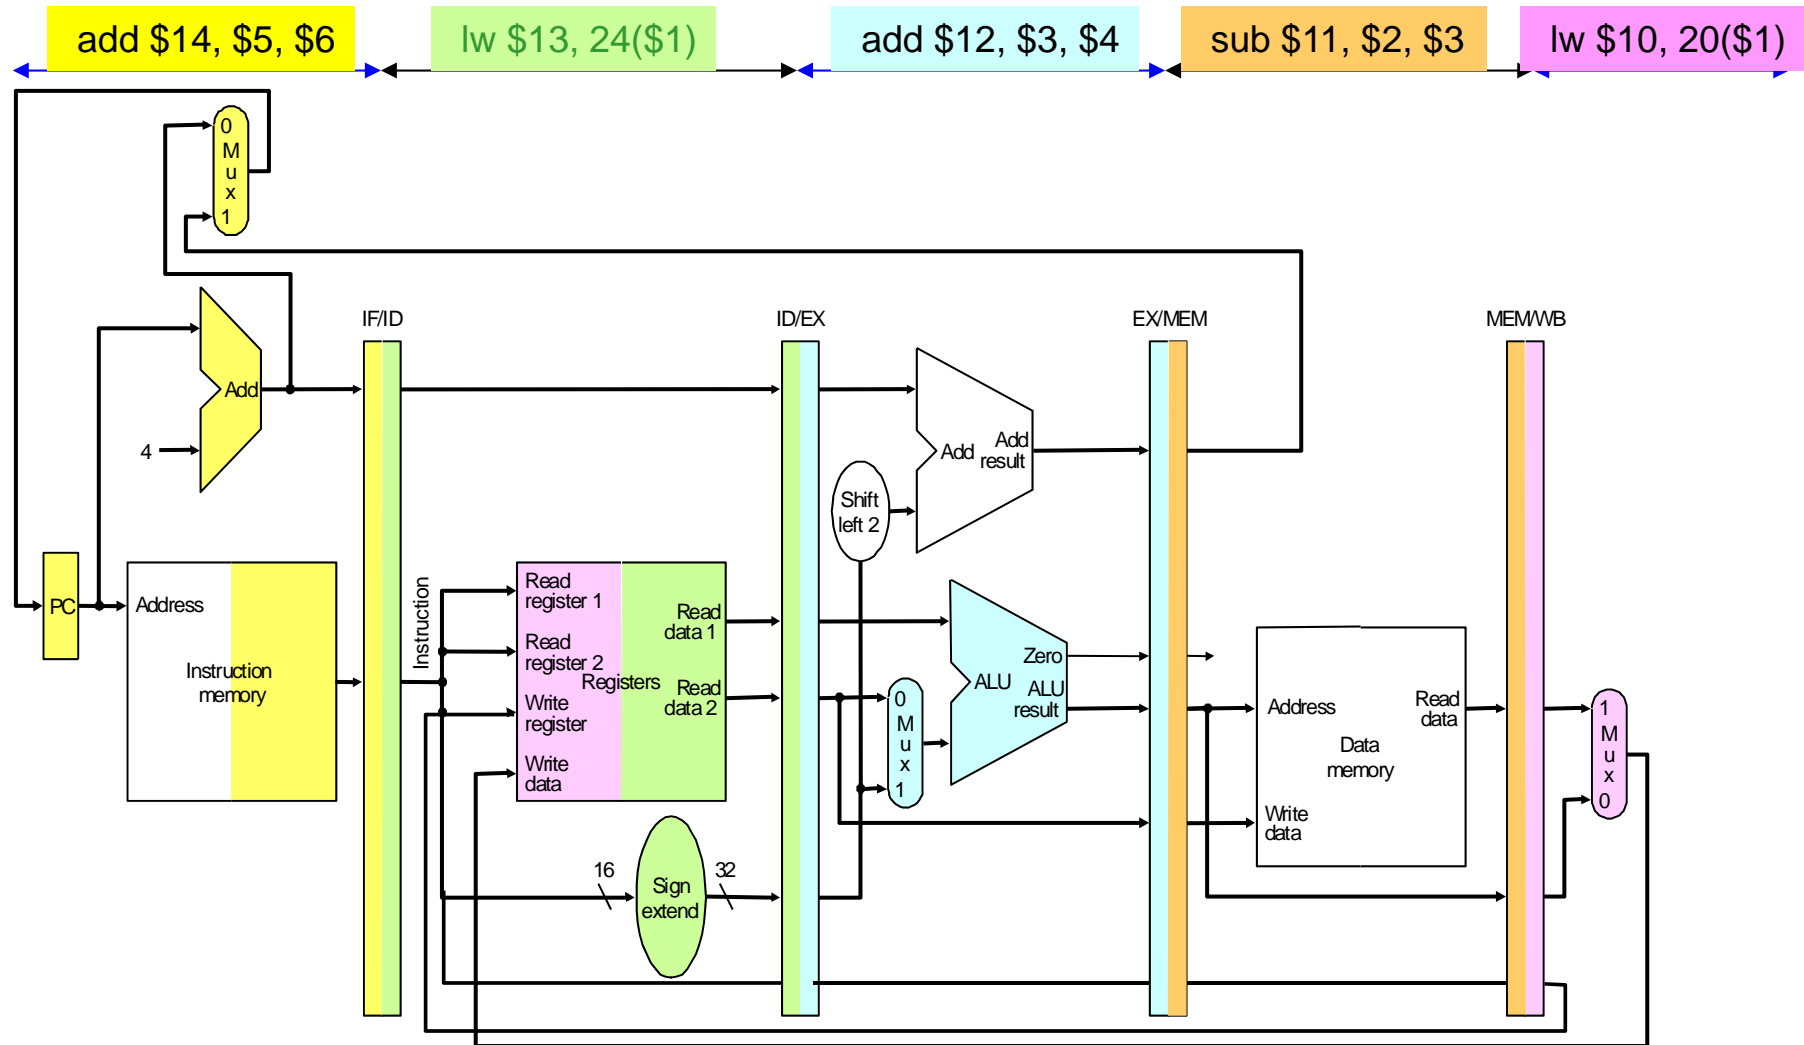 add $14, $5, $6
lw $13, 24($1)
add $12, $3, $4
sub $11, $2, $3
lw $10, 20($1)
0
M
u
x
1
IF/ID
ID/EX
EX/MEM
MEM/WB
Add
4
Add
Add
result
Shift
left 2
PC
Address
Instruction
memory
Instruction
Read
register 1
Read
register 2
Registers
Write
register
Write
data
Read
data 1
Read
data 2
0
M
u
x
1
Zero
ALU
ALU
result
Address
Read
data
Data
memory
Write
data
1
M
u
x
0
16
Sign
extend
32